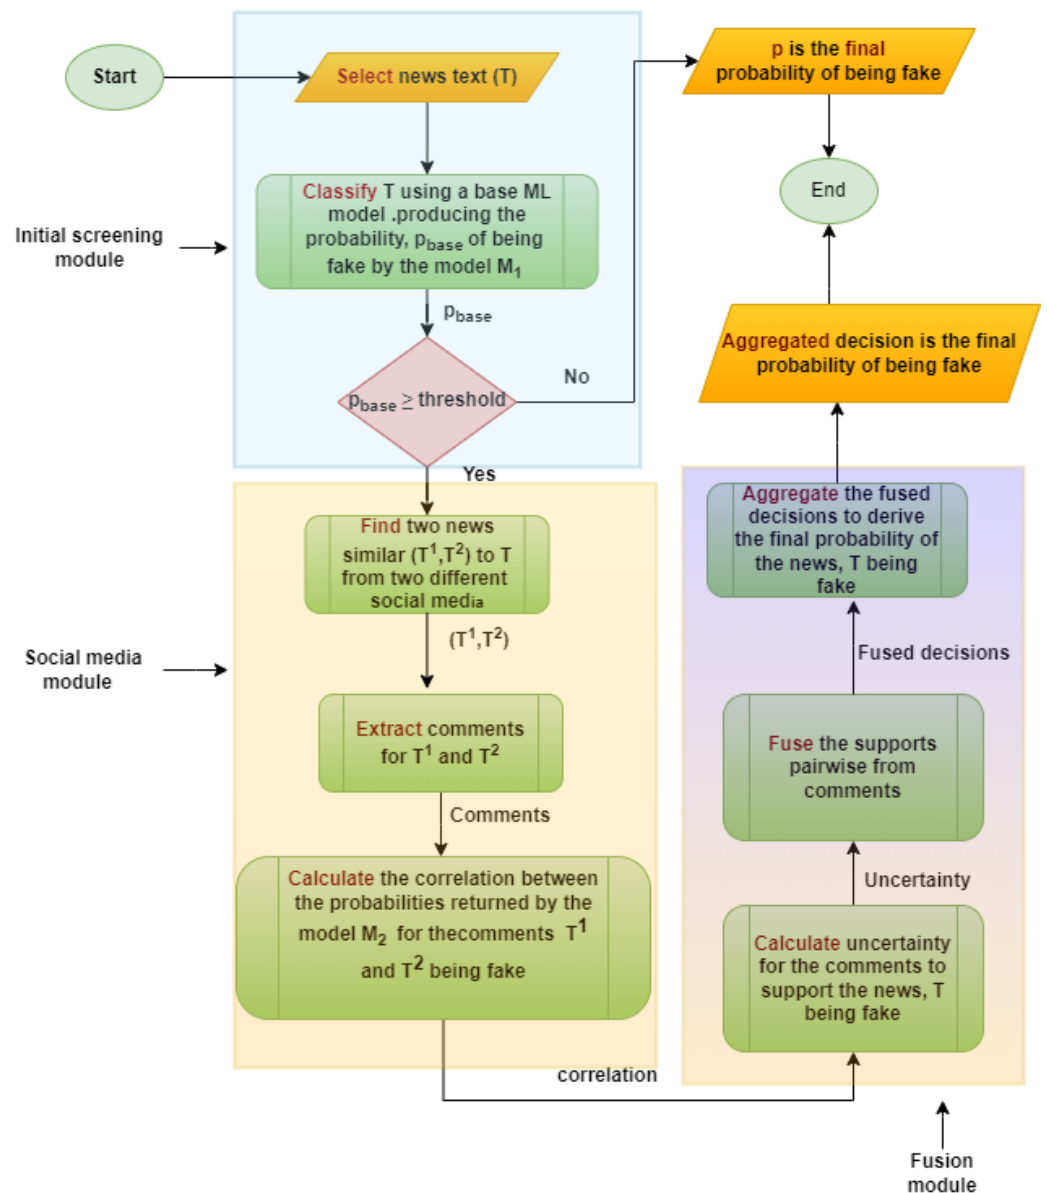 Start
Select news text (T)
Classify T using a base ML
model .producing the
probability, pbase of being
fake by the model M1
Initial screening
module
pbase
pbase ≥ threshold
No
Yes
p is the final
probability of being fake
End
Aggregated decision is the final
probability of being fake
Find two news
similar (T1,T2) to T
from two different
social media
(T1,T2)
Social media
module
Extract comments
for T1 and T2
Comments
Calculate the correlation between
the probabilities returned by the
model M2 for thecomments T1
and T2 being fake
correlation
Aggregate the fused
decisions to derive
the final probability of
the news, T being
fake
Fused decisions
Fuse the supports
pairwise from
comments
Uncertainty
Calculate uncertainty
for the comments to
support the news, T
being fake
Fusion
module